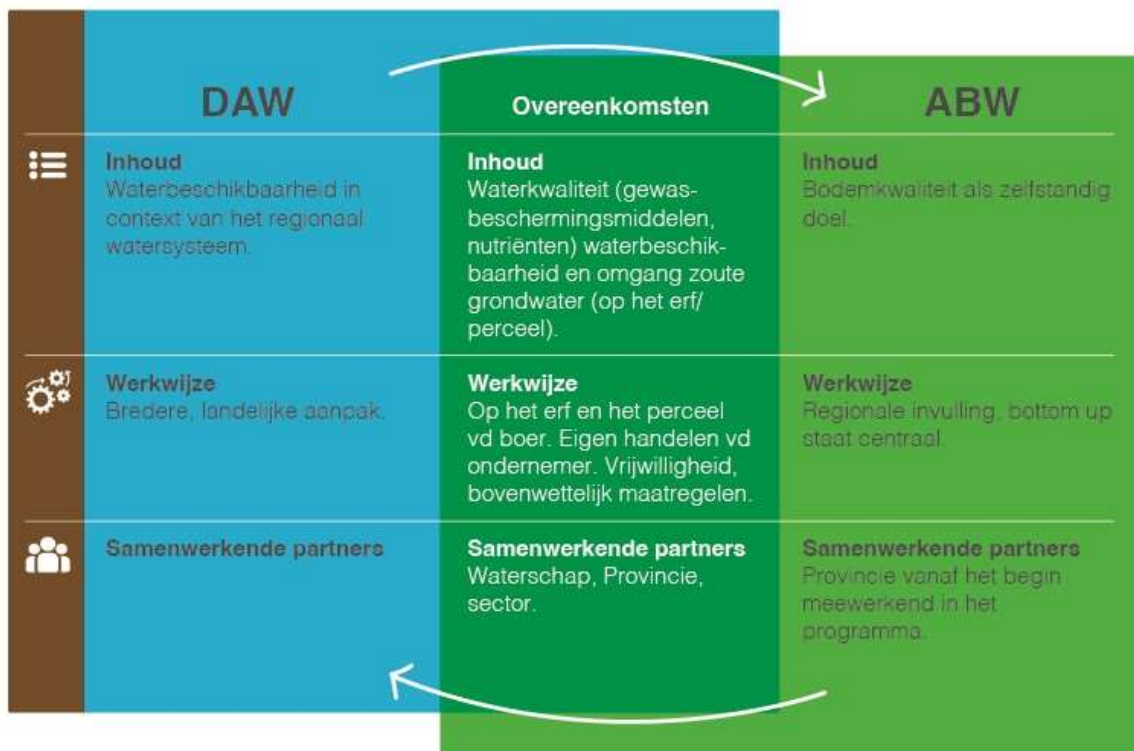 DAW
Overeenkomsten
ABW
Inhoud
Waterbeschikbaarheid in
context van het regionaal
watersysteem.
Inhoud
Waterkwaliteit (gewas-
beschermingsmiddelen,
nutriënten) waterbeschik-
baarheid en omgang zoute
grondwater (op het erf/
perceel).
Inhoud
Bodemkwaliteit als zelfstandig
doel.
Werkwijze
Bredere, landelijke aanpak.
Werkwijze
Op het erf en het perceel
vd boer. Eigen handelen vd
ondernemer. Vrijwilligheid,
bovenwettelijk maatregelen.
Werkwijze
Regionale invulling, bottom up
staat centraal.
Samenwerkende partners
Samenwerkende partners
Waterschap, Provincie,
sector.
Samenwerkende partners
Provincie vanaf het begin
meewerkend in het
programma.